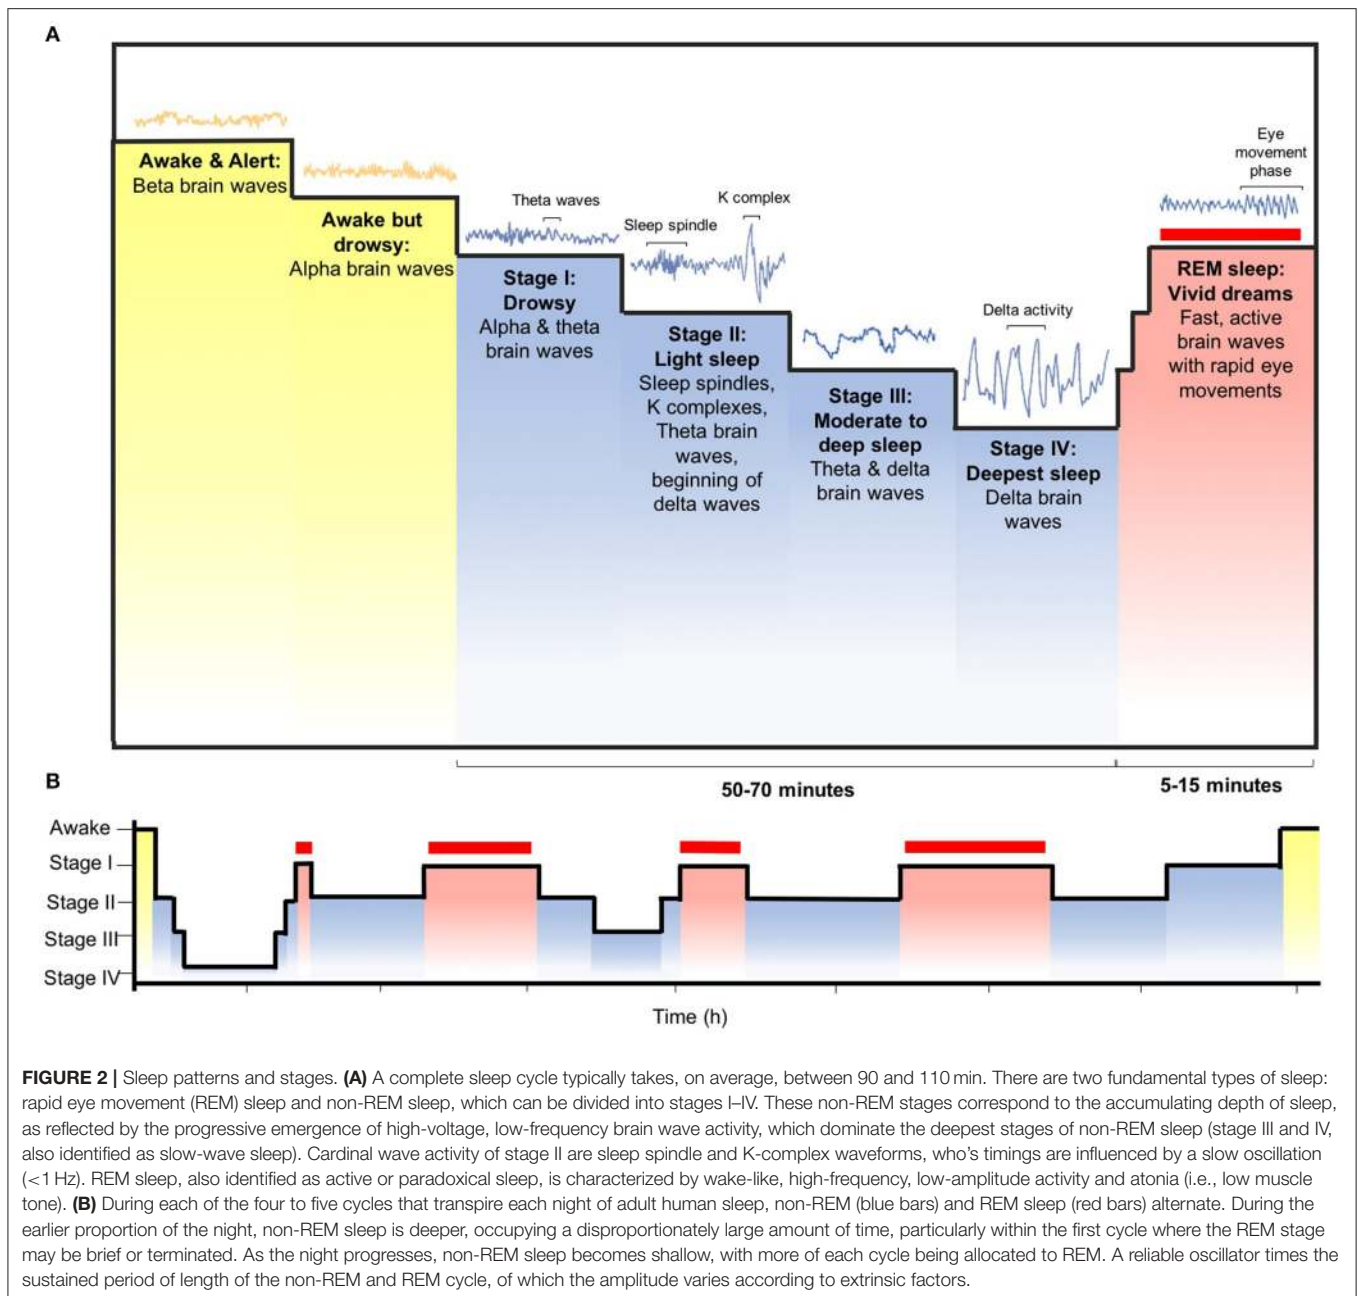 A
Eye
movement
phase
Awake & Alert:
Beta brain waves
Awake but
drowsy:
Alpha brain waves
Theta waves
Stage I:
Drowsy
Alpha & theta
brain waves
Sleep spindle
K complex
Stage II:
Light sleep
Sleep spindles,
K complexes,
Theta brain
waves,
beginning of
delta waves
Stage III:
Moderate to
deep sleep
Theta & delta
brain waves
Delta activity
Stage IV:
Deepest sleep
Delta brain
waves
REM sleep:
Vivid dreams
Fast, active
brain waves
with rapid eye
movements
50-70 minutes
5-15 minutes
B
Awake
Stage I
Stage II
Stage III
Stage IV
Time (h)
FIGURE 2 | Sleep patterns and stages. (A) A complete sleep cycle typically takes, on average, between 90 and 110 min. There are two fundamental types of sleep:
rapid eye movement (REM) sleep and non-REM sleep, which can be divided into stages I–IV. These non-REM stages correspond to the accumulating depth of sleep,
as reflected by the progressive emergence of high-voltage, low-frequency brain wave activity, which dominate the deepest stages of non-REM sleep (stage III and IV,
also identified as slow-wave sleep). Cardinal wave activity of stage II are sleep spindle and K-complex waveforms, who's timings are influenced by a slow oscillation
(<1 Hz). REM sleep, also identified as active or paradoxical sleep, is characterized by wake-like, high-frequency, low-amplitude activity and atonia (i.e., low muscle
tone). (B) During each of the four to five cycles that transpire each night of adult human sleep, non-REM (blue bars) and REM sleep (red bars) alternate. During the
earlier proportion of the night, non-REM sleep is deeper, occupying a disproportionately large amount of time, particularly within the first cycle where the REM stage
may be brief or terminated. As the night progresses, non-REM sleep becomes shallow, with more of each cycle being allocated to REM. A reliable oscillator times the
sustained period of length of the non-REM and REM cycle, of which the amplitude varies according to extrinsic factors.